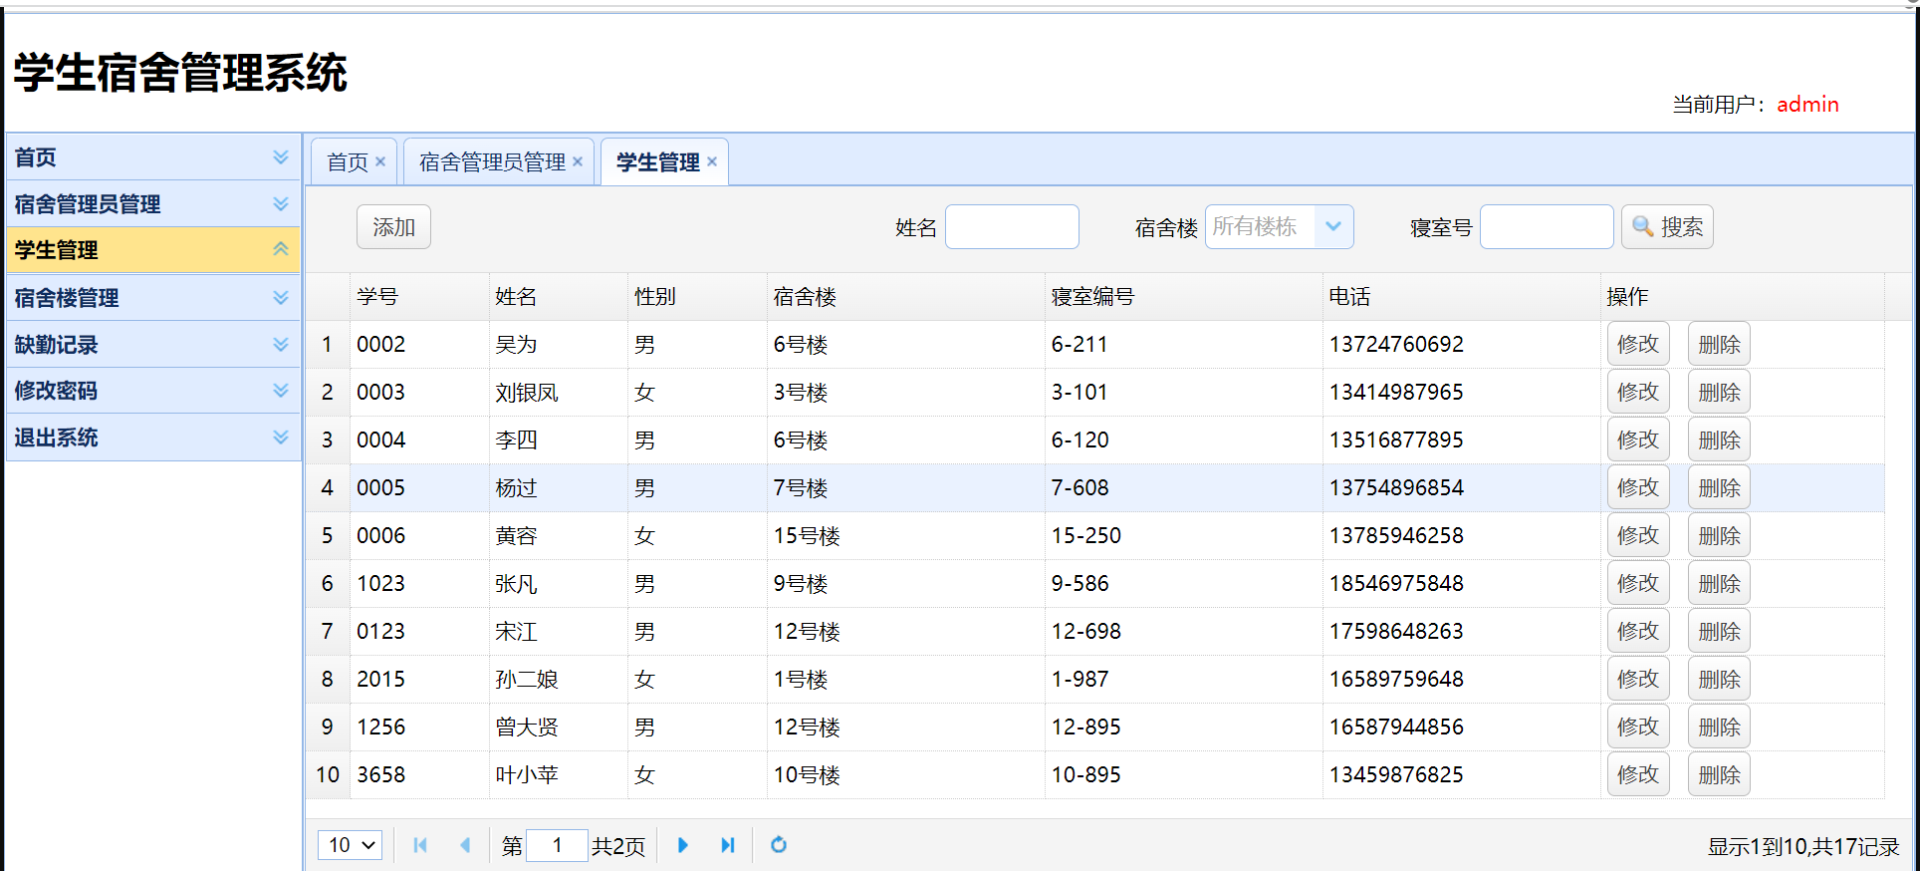 学生宿舍管理系统
当前用户： admin
首页
宿舍管理员管理
学生管理
宿舍楼管理
缺勤记录
修改密码
退出系统
首页 × 宿舍管理员管理 × 学生管理 ×
添加 姓名 宿舍楼 所有楼栋 寝室号 搜索
学号 姓名 性别 宿舍楼 寝室编号 电话 操作
1 0002 吴为 男 6号楼 6-211 13724760692 修改 删除
2 0003 刘银凤 女 3号楼 3-101 13414987965 修改 删除
3 0004 李四 男 6号楼 6-120 13516877895 修改 删除
4 0005 杨过 男 7号楼 7-608 13754896854 修改 删除
5 0006 黄容 女 15号楼 15-250 13785946258 修改 删除
6 1023 张凡 男 9号楼 9-586 18546975848 修改 删除
7 0123 宋江 男 12号楼 12-698 17598648263 修改 删除
8 2015 孙二娘 女 1号楼 1-987 16589759648 修改 删除
9 1256 曾大贤 男 12号楼 12-895 16587944856 修改 删除
10 3658 叶小苹 女 10号楼 10-895 13459876825 修改 删除
10 第 1 共2页 显示1到10,共17记录